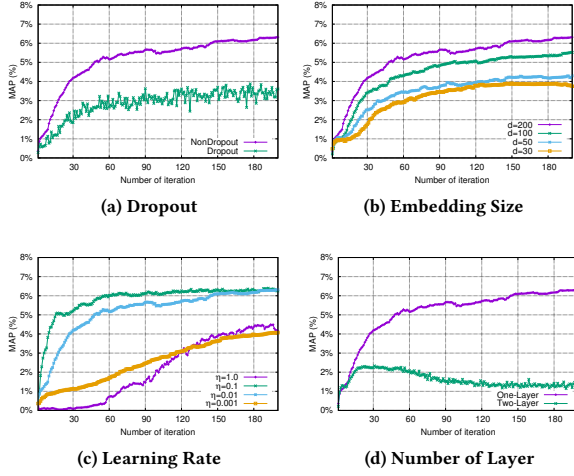 8%
7%
6%
5%
4%
3%
2%
1%
0%
MAP (%)
NonDropout
Dropout
30 60 90 120 150 180
Number of iteration
(a) Dropout
8%
7%
6%
5%
4%
3%
2%
1%
0%
MAP (%)
d=200
d=100
d=50
d=30
30 60 90 120 150 180
Number of iteration
(b) Embedding Size
8%
7%
6%
5%
4%
3%
2%
1%
0%
MAP (%)
η=1.0
η=0.1
η=0.01
η=0.001
30 60 90 120 150 180
Number of iteration
(c) Learning Rate
8%
7%
6%
5%
4%
3%
2%
1%
0%
MAP (%)
One-Layer
Two-Layer
30 60 90 120 150 180
Number of iteration
(d) Number of Layer